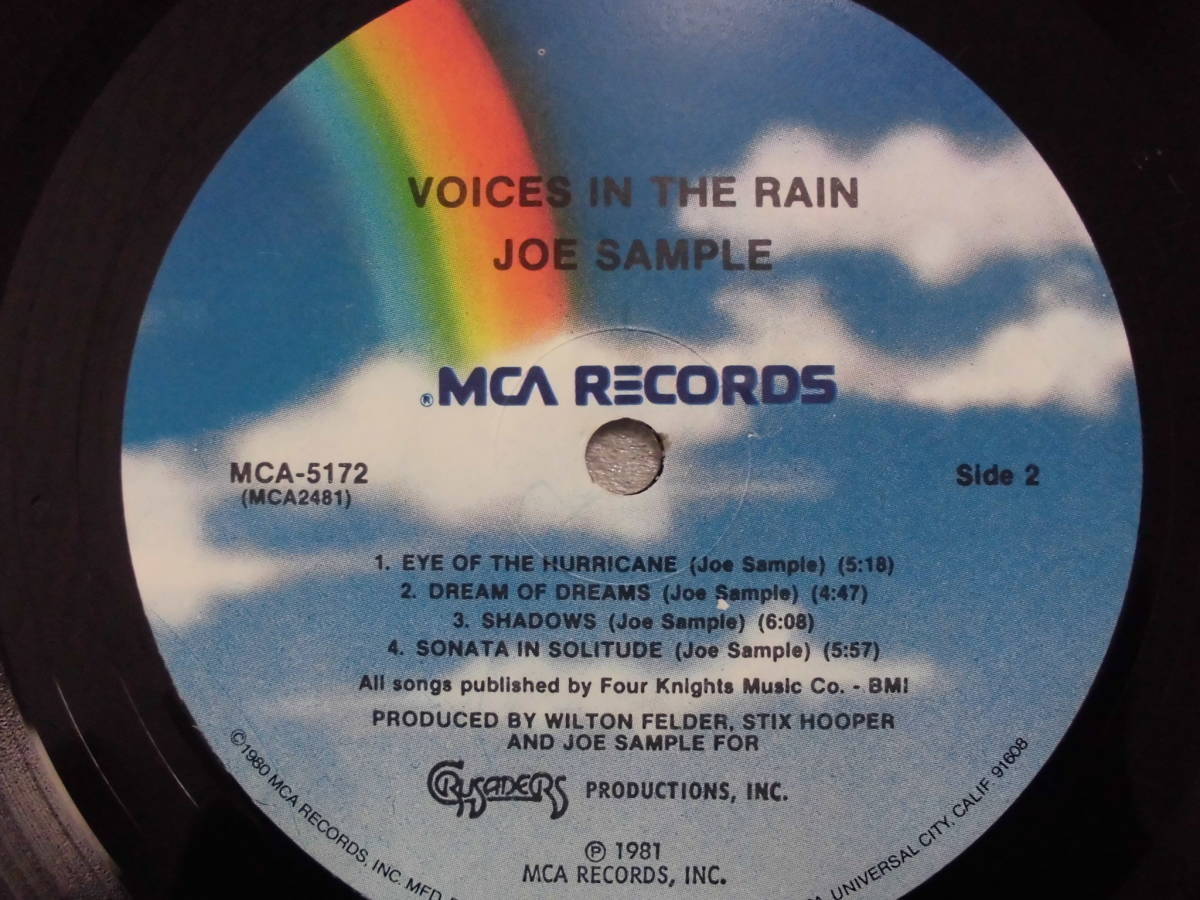 VOICES IN THE RAIN
JOE SAMPLE
®MCA RECORDS
MCA-5172
(MCA2481)
Side 2
1. EYE OF THE HURRICANE (Joe Sample) (5:18)
2. DREAM OF DREAMS (Joe Sample) (4:47)
3. SHADOWS (Joe Sample) (6:08)
4. SONATA IN SOLITUDE (Joe Sample) (5:57)
All songs published by Four Knights Music Co. - BMI
PRODUCED BY WILTON FELDER, STIX HOOPER
AND JOE SAMPLE FOR
CRUSADERS PRODUCTIONS, INC.
℗ 1981
MCA RECORDS, INC.
©1980 MCA RECORDS, INC. MFD. UNIVERSAL CITY, CALIF. 91608